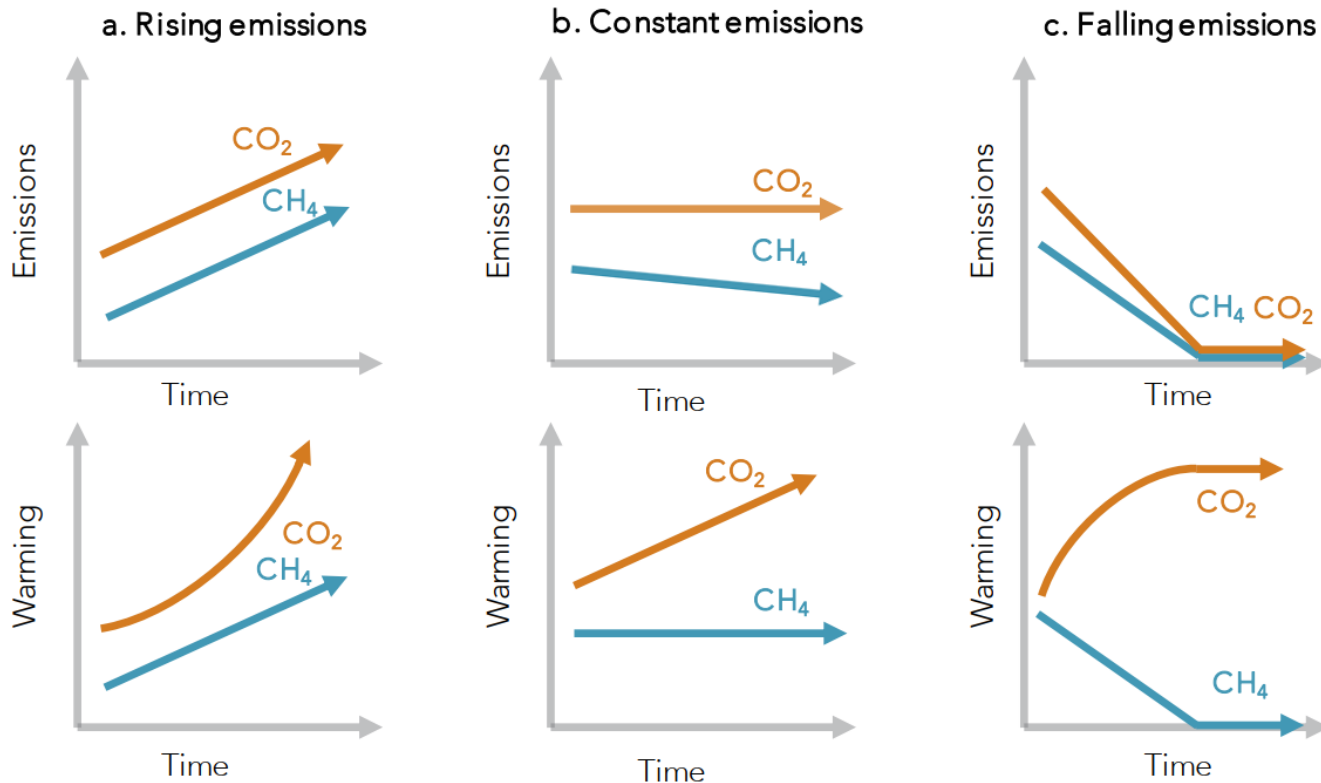 a. Rising emissions
b. Constant emissions
c. Falling emissions
Emissions
CO₂
CH₄
Time
Emissions
CO₂
CH₄
Time
Emissions
CH₄ CO₂
Time
Warming
CO₂
CH₄
Time
Warming
CO₂
CH₄
Time
Warming
CO₂
CH₄
Time